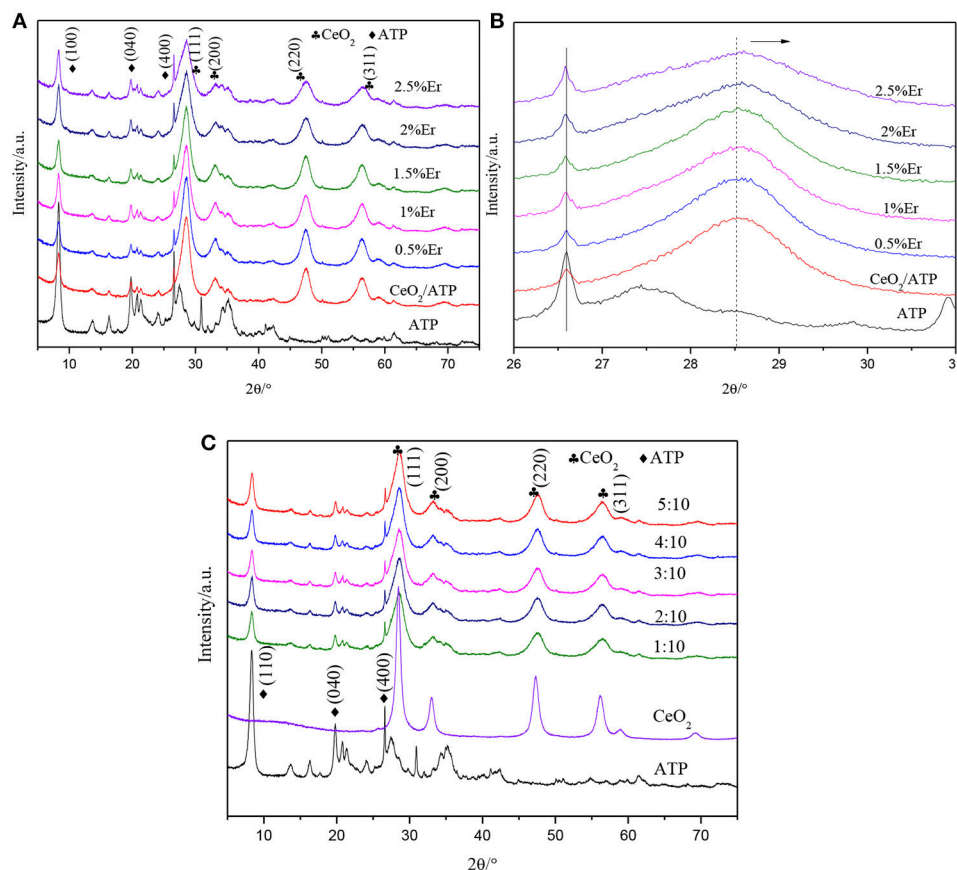 A
♣CeO2 ♦ATP
(100)
(040)
(400)
(111)
(200)
(220)
(311)
2.5%Er
2%Er
1.5%Er
1%Er
0.5%Er
CeO2/ATP
ATP
Intensity/a.u.
10 20 30 40 50 60 70
2θ/°
B
2.5%Er
2%Er
1.5%Er
1%Er
0.5%Er
CeO2/ATP
ATP
Intensity/a.u.
26 27 28 29 30 3
2θ/°
C
♣CeO2 ♦ATP
(111)
(200)
(220)
(311)
5:10
4:10
3:10
2:10
1:10
(110)
(040)
(400)
CeO2
ATP
Intensity/a.u.
10 20 30 40 50 60 70
2θ/°